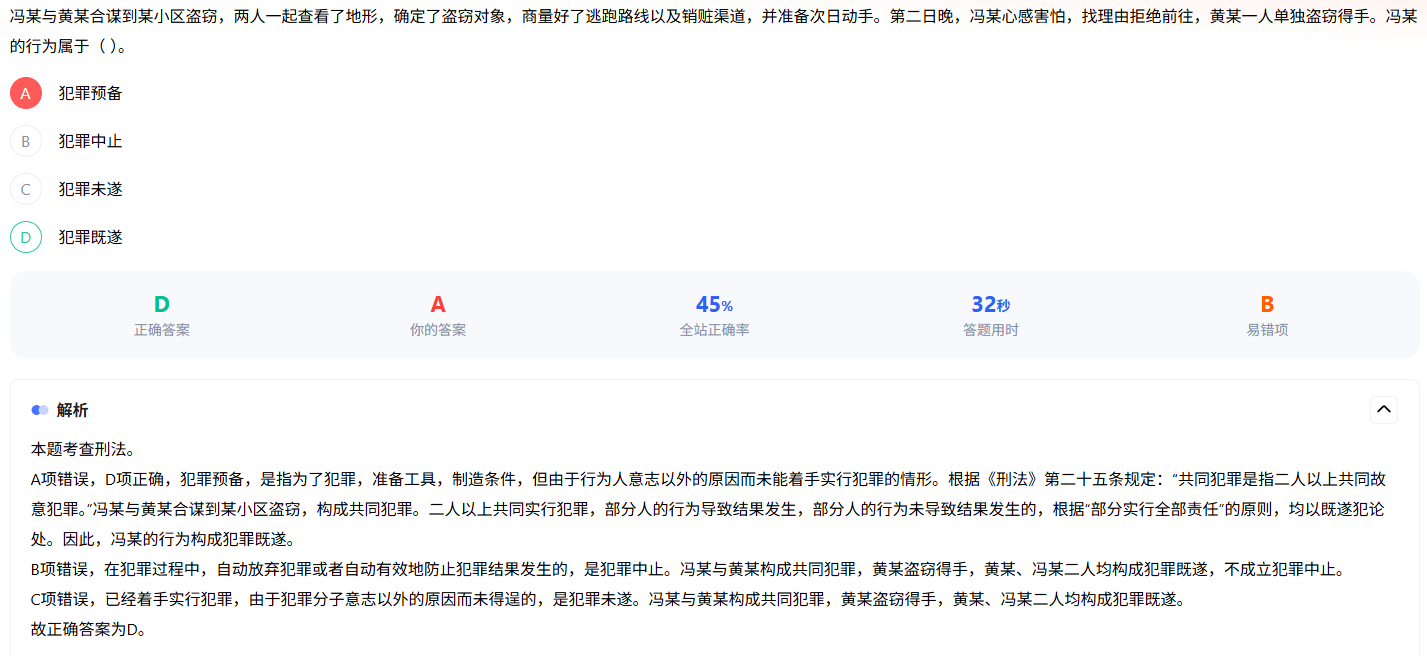 冯某与黄某合谋到某小区盗窃，两人一起查看了地形，确定了盗窃对象，商量好了逃跑路线以及销赃渠道，并准备次日动手。第二日晚，冯某心感害怕，找理由拒绝前往，黄某一人单独盗窃得手。冯某
的行为属于（ ）。
A 犯罪预备
B 犯罪中止
C 犯罪未遂
D 犯罪既遂
D A 45% 32秒 B
正确答案 你的答案 全站正确率 答题用时 易错项
解析
本题考查刑法。
A项错误，D项正确，犯罪预备，是指为了犯罪，准备工具，制造条件，但由于行为人意志以外的原因而未能着手实行犯罪的情形。根据《刑法》第二十五条规定：“共同犯罪是指二人以上共同故
意犯罪。”冯某与黄某合谋到某小区盗窃，构成共同犯罪。二人以上共同实行犯罪，部分人的行为导致结果发生，部分人的行为未导致结果发生的，根据“部分实行全部责任”的原则，均以既遂犯论
处。因此，冯某的行为构成犯罪既遂。
B项错误，在犯罪过程中，自动放弃犯罪或者自动有效地防止犯罪结果发生的，是犯罪中止。冯某与黄某构成共同犯罪，黄某盗窃得手，黄某、冯某二人均构成犯罪既遂，不成立犯罪中止。
C项错误，已经着手实行犯罪，由于犯罪分子意志以外的原因而未得逞的，是犯罪未遂。冯某与黄某构成共同犯罪，黄某盗窃得手，黄某、冯某二人均构成犯罪既遂。
故正确答案为D。